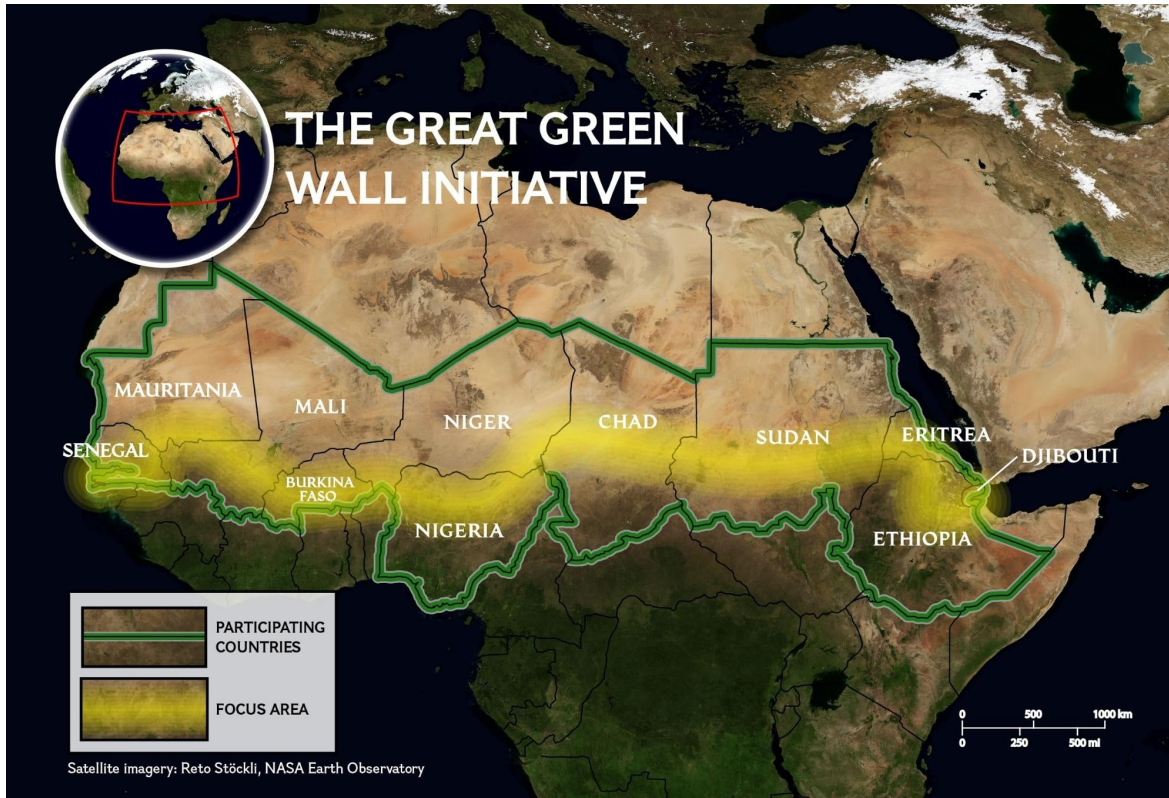 THE GREAT GREEN
WALL INITIATIVE
MAURITANIA
MALI
NIGER
CHAD
SUDAN
ERITREA
DJIBOUTI
SENEGAL
BURKINA
FASO
NIGERIA
ETHIOPIA
PARTICIPATING
COUNTRIES
FOCUS AREA
0 500 1000 km
0 250 500 mi
Satellite imagery: Reto Stöckli, NASA Earth Observatory